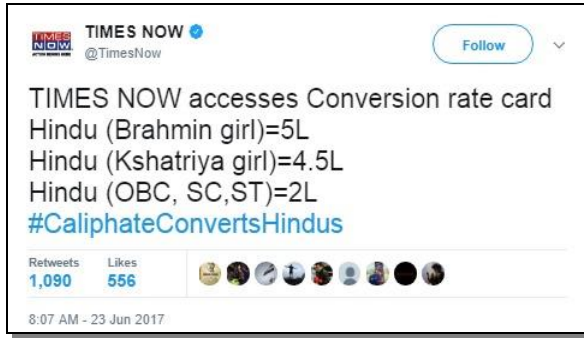 TIMES NOW
@TimesNow
Follow
TIMES NOW accesses Conversion rate card
Hindu (Brahmin girl)=5L
Hindu (Kshatriya girl)=4.5L
Hindu (OBC, SC,ST)=2L
#CaliphateConvertsHindus
Retweets Likes
1,090 556
8:07 AM - 23 Jun 2017